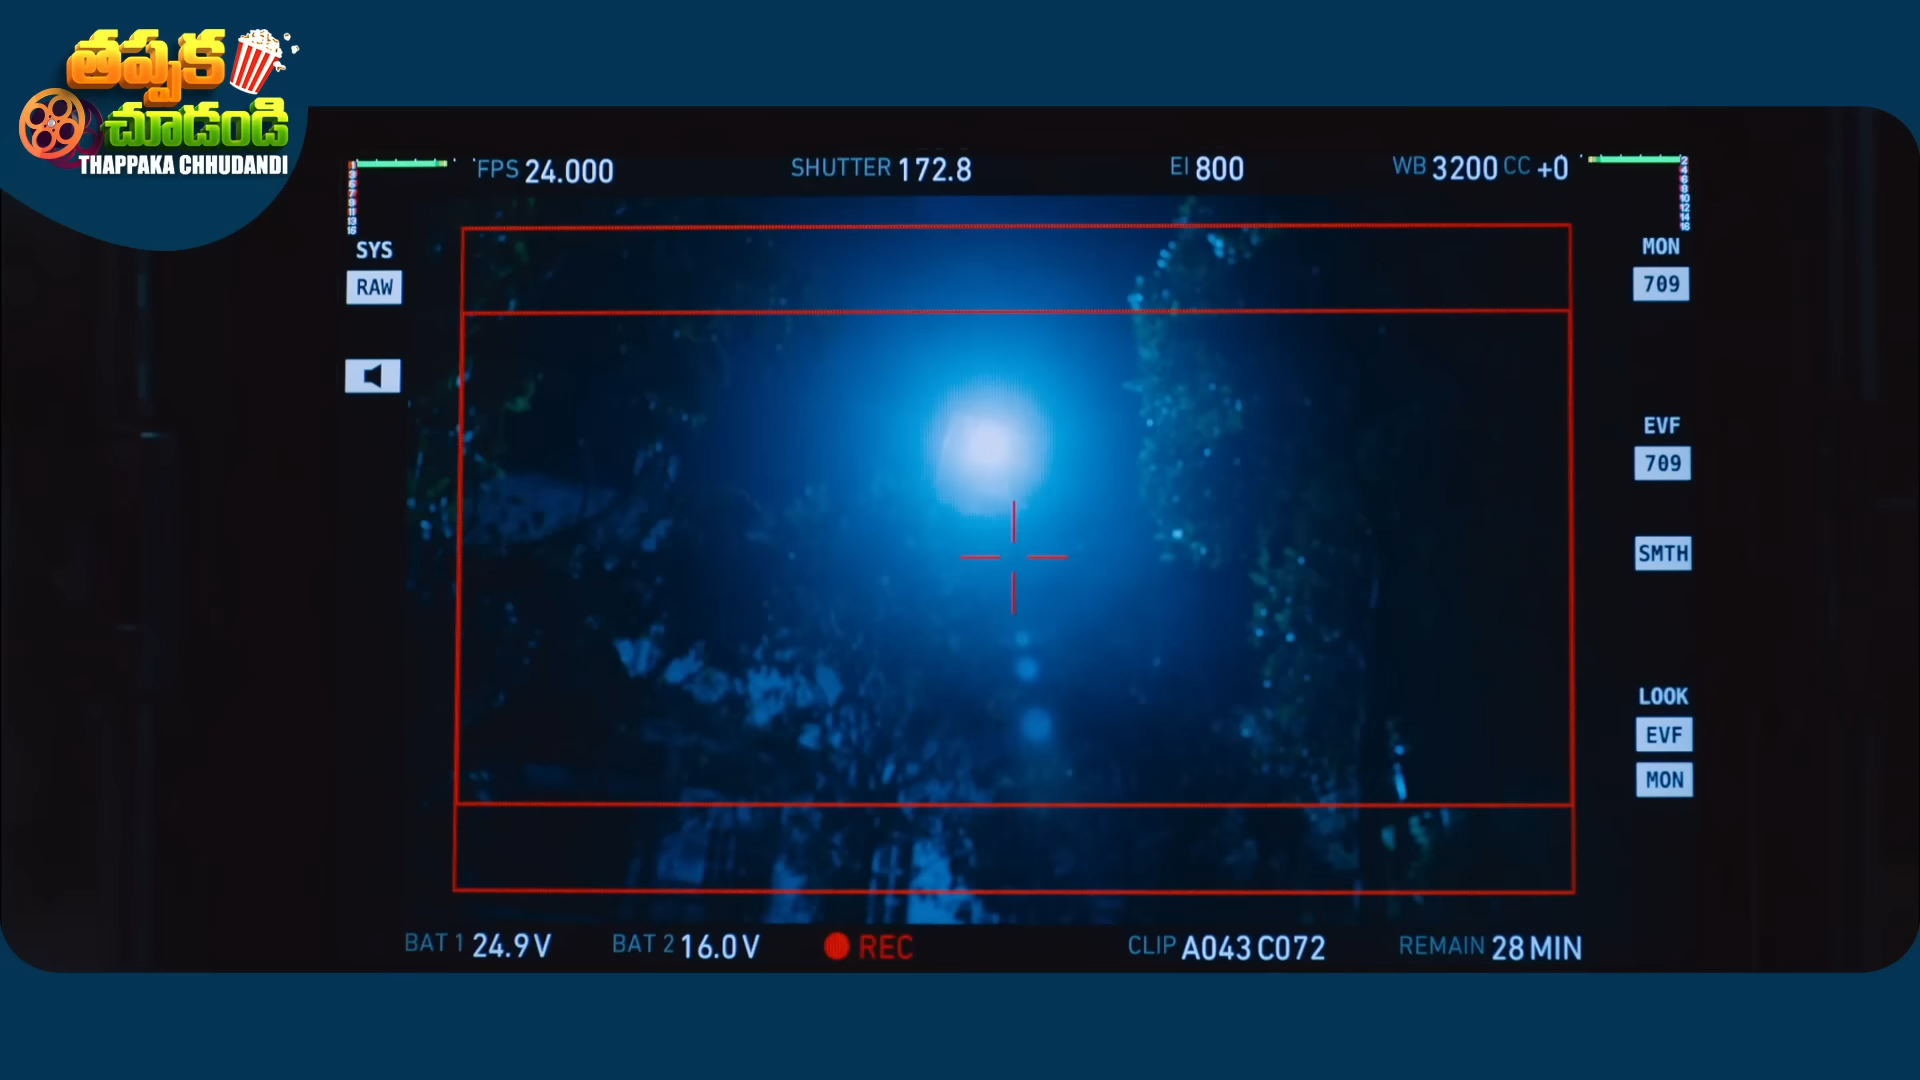 తప్పక
చూడండి
THAPPAKA CHHUDANDI
FPS 24.000
SHUTTER 172.8
EI 800
WB 3200 CC +0
SYS
RAW
MON
709
EVF
709
SMTH
LOOK
EVF
MON
BAT 1 24.9 V
BAT 2 16.0 V
REC
CLIP A043 C072
REMAIN 28 MIN